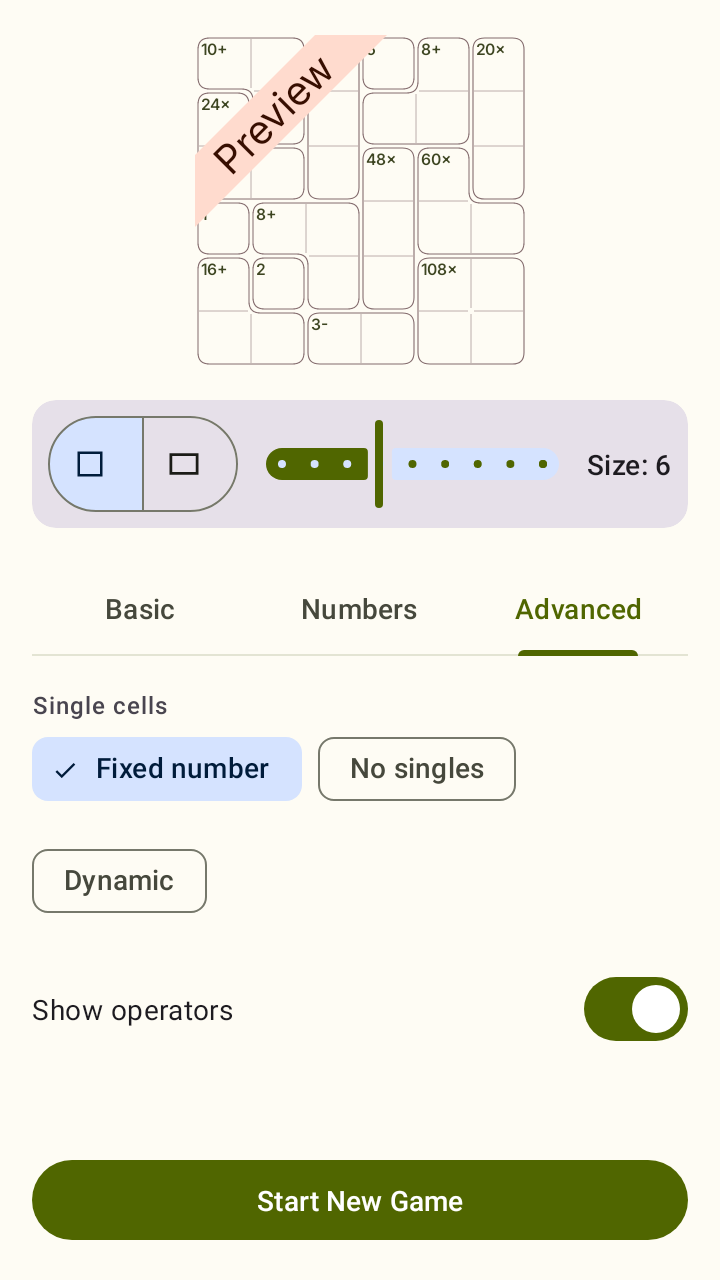 10+ 8+ 20×
24×
Preview
48× 60×
8+
16+ 2 108×
3-
Size: 6
Basic Numbers Advanced
Single cells
Fixed number No singles
Dynamic
Show operators
Start New Game